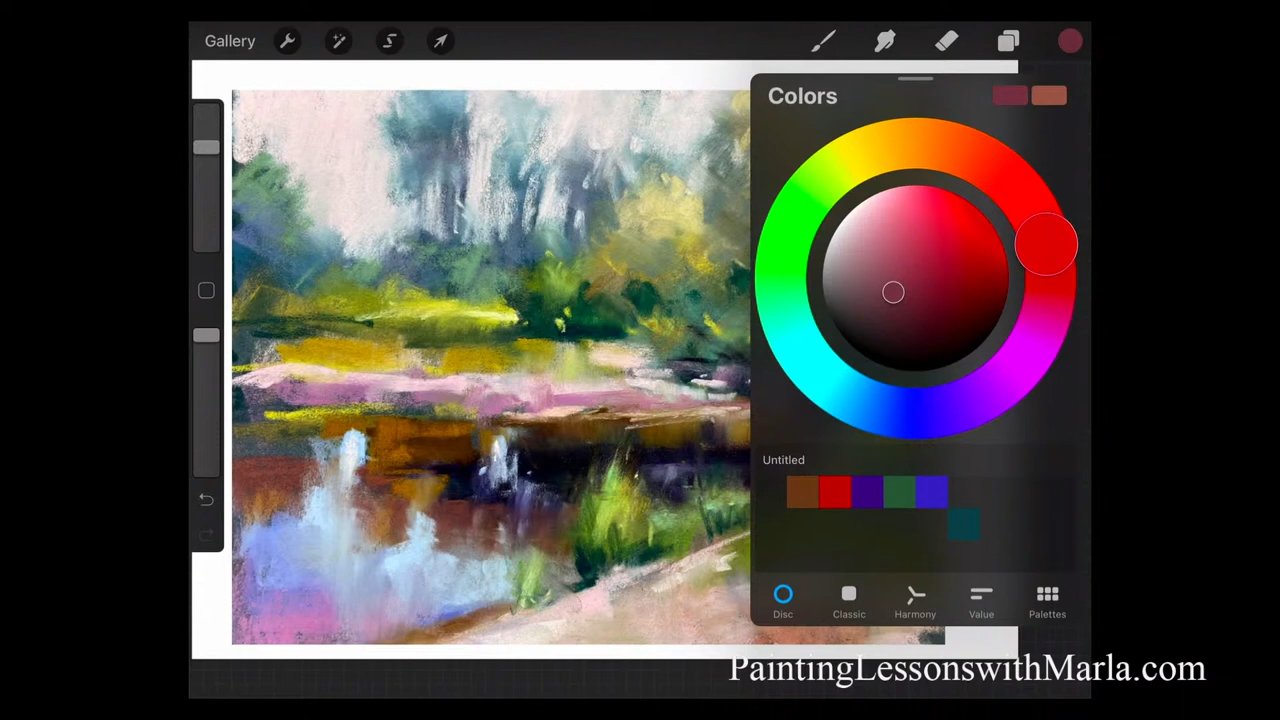 Gallery
Colors
Untitled
Disc
Classic
Harmony
Value
Palettes
PaintingLessonswithMarla.com